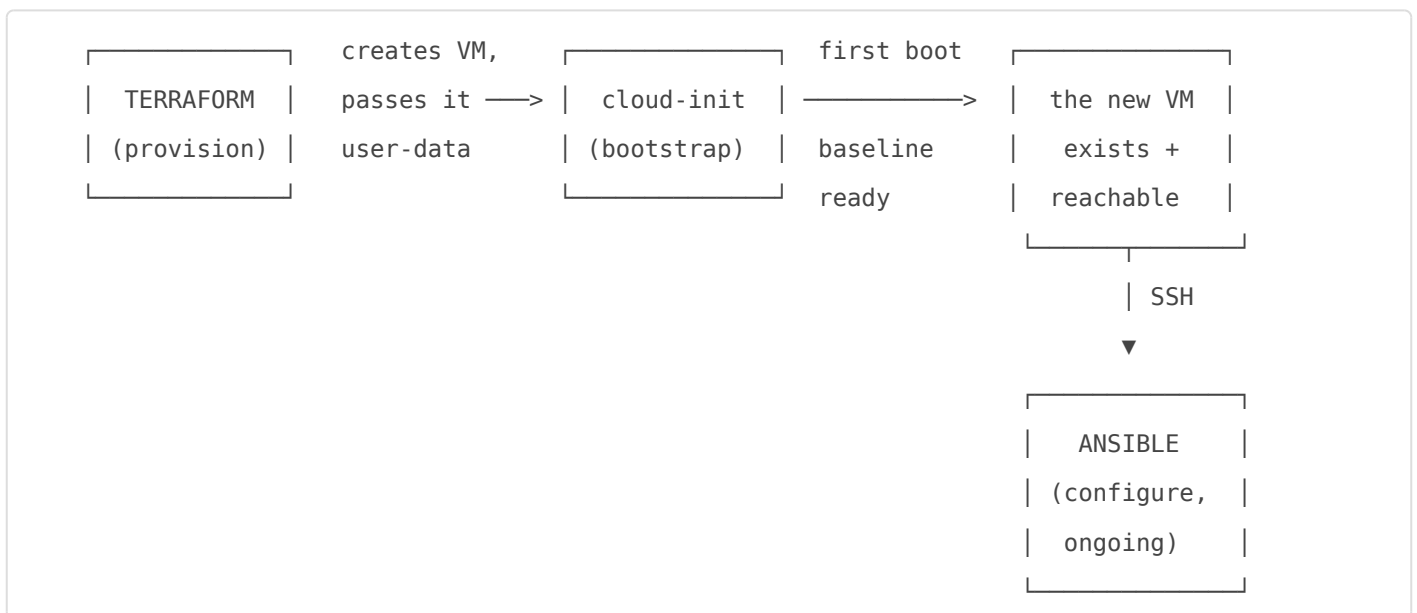 creates VM,
first boot
TERRAFORM
passes it ──>
cloud-init
──────────>
the new VM
(provision)
user-data
(bootstrap)
baseline
exists +
ready
reachable
│ SSH
▼
ANSIBLE
(configure,
ongoing)